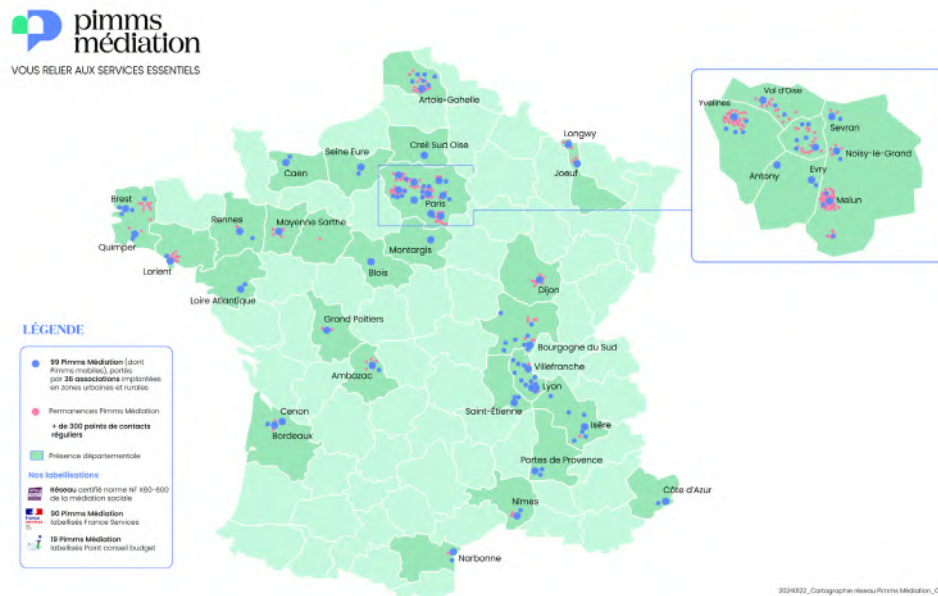 pimms
médiation
VOUS RELIER AUX SERVICES ESSENTIELS
Artois-Gohelle
Longwy
Creil Sud Oise
Joeuf
Seine Eure
Caen
Paris
Brest
Rennes
Mayenne Sarthe
Quimper
Montargis
Lorient
Blois
Loire Atlantique
Dijon
Grand Poitiers
Bourgogne du Sud
Villefranche
Ambazac
Lyon
Saint-Étienne
Cenon
Isère
Bordeaux
Portes de Provence
Côte d'Azur
Nîmes
Narbonne
Val d'Oise
Yvelines
Sevran
Noisy-le-Grand
Antony
Evry
Melun
LÉGENDE
99 Pimms Médiation (dont
Pimms mobiles), portés
par 36 associations implantées
en zones urbaines et rurales
Permanences Pimms Médiation
+ de 300 points de contacts
réguliers
Présence départementale
Nos labellisations
Réseau certifié norme NF X60-600
de la médiation sociale
90 Pimms Médiation
labellisés France Services
19 Pimms Médiation
labellisés Point conseil budget